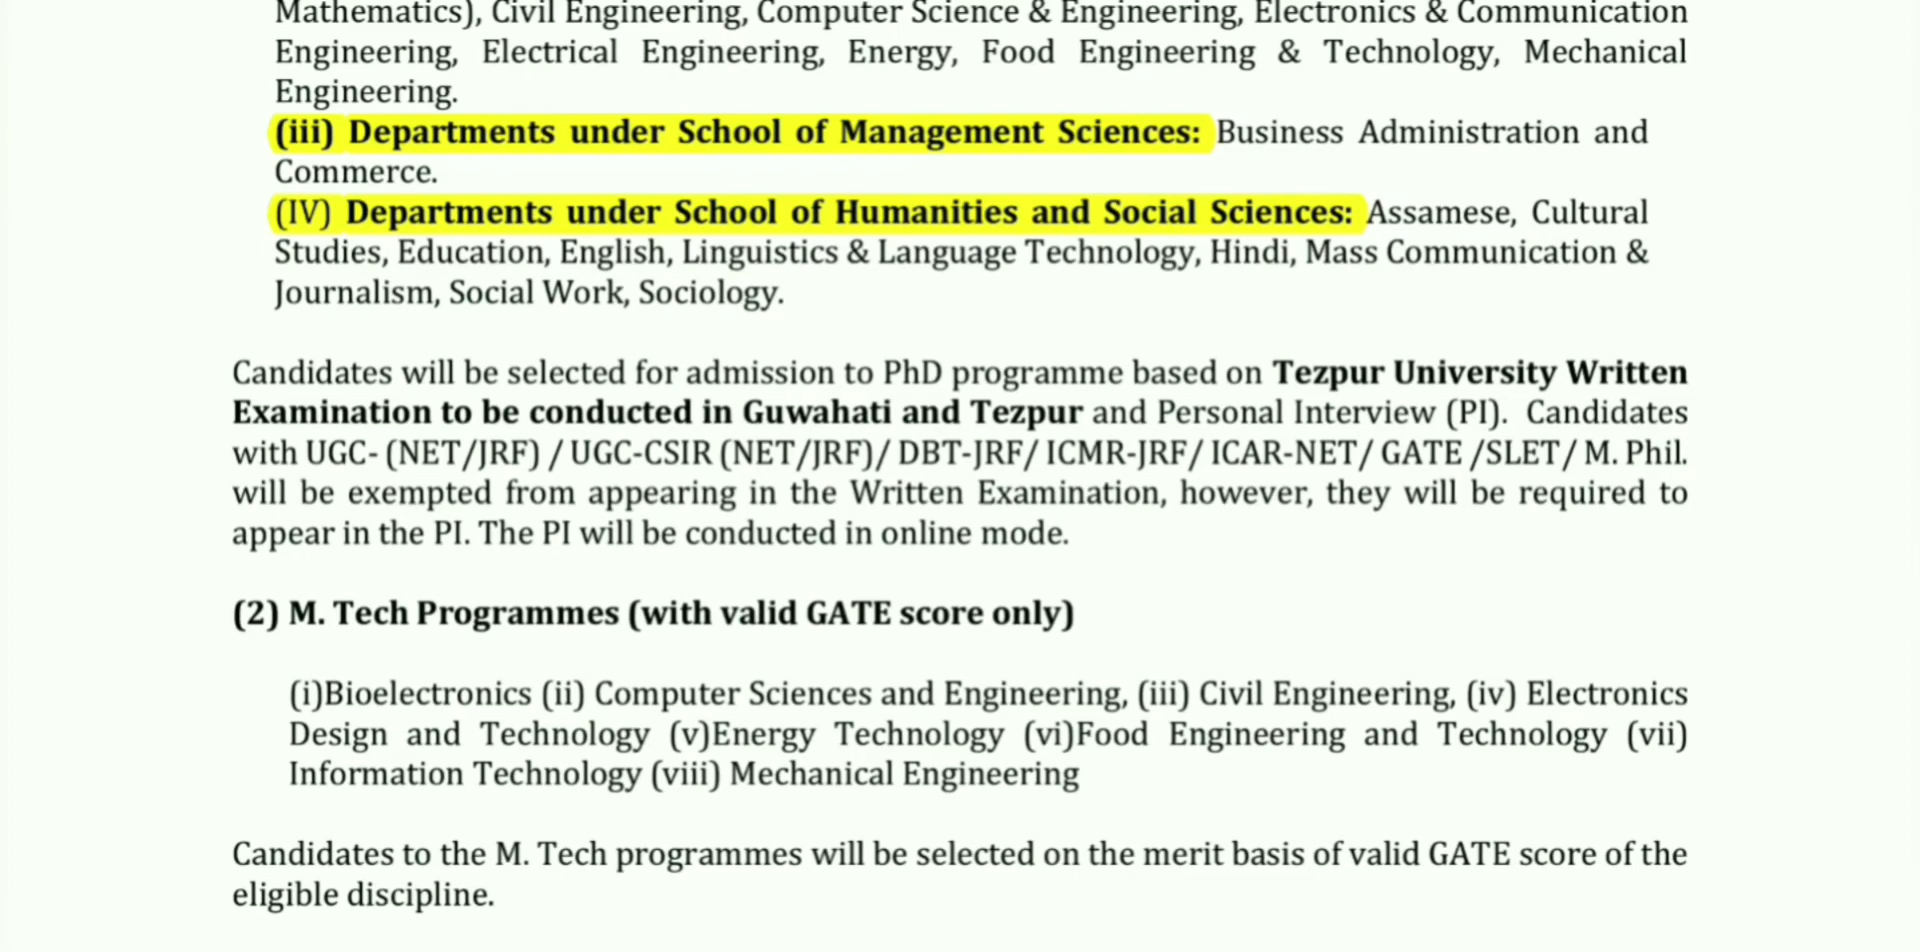 Mathematics), Civil Engineering, Computer Science & Engineering, Electronics & Communication
Engineering, Electrical Engineering, Energy, Food Engineering & Technology, Mechanical
Engineering.
(iii) Departments under School of Management Sciences: Business Administration and
Commerce.
(IV) Departments under School of Humanities and Social Sciences: Assamese, Cultural
Studies, Education, English, Linguistics & Language Technology, Hindi, Mass Communication &
Journalism, Social Work, Sociology.
Candidates will be selected for admission to PhD programme based on Tezpur University Written
Examination to be conducted in Guwahati and Tezpur and Personal Interview (PI). Candidates
with UGC- (NET/JRF) / UGC-CSIR (NET/JRF)/ DBT-JRF/ ICMR-JRF/ ICAR-NET/ GATE /SLET/ M. Phil.
will be exempted from appearing in the Written Examination, however, they will be required to
appear in the PI. The PI will be conducted in online mode.
(2) M. Tech Programmes (with valid GATE score only)
(i)Bioelectronics (ii) Computer Sciences and Engineering, (iii) Civil Engineering, (iv) Electronics
Design and Technology (v)Energy Technology (vi)Food Engineering and Technology (vii)
Information Technology (viii) Mechanical Engineering
Candidates to the M. Tech programmes will be selected on the merit basis of valid GATE score of the
eligible discipline.